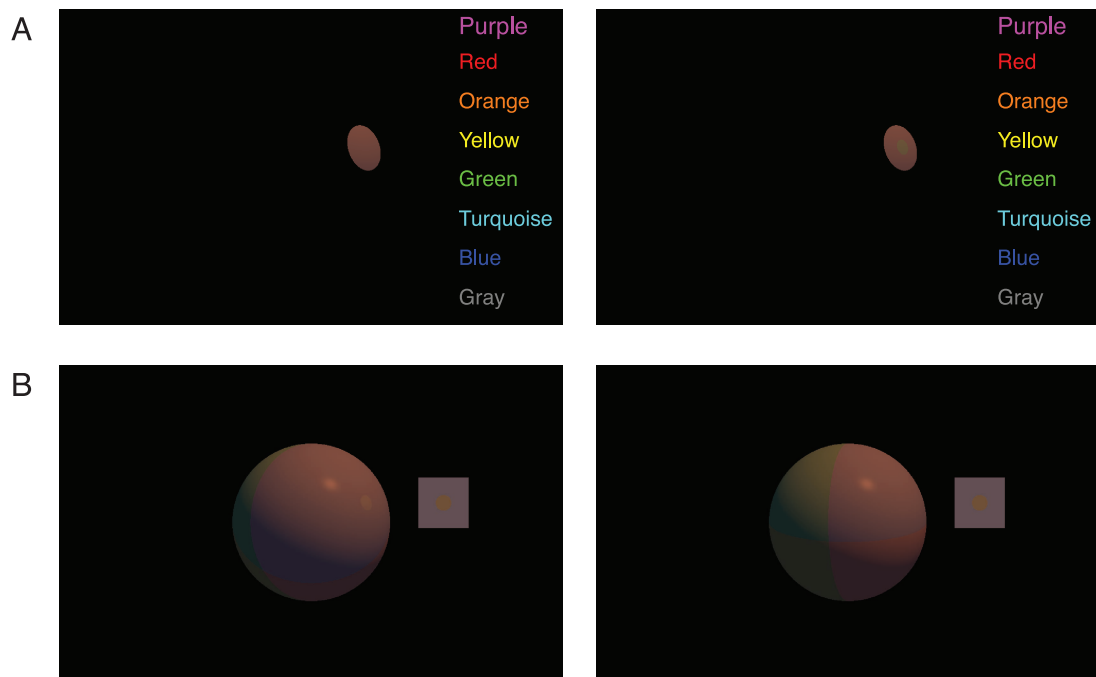 A
Purple
Red
Orange
Yellow
Green
Turquoise
Blue
Gray
Purple
Red
Orange
Yellow
Green
Turquoise
Blue
Gray
B